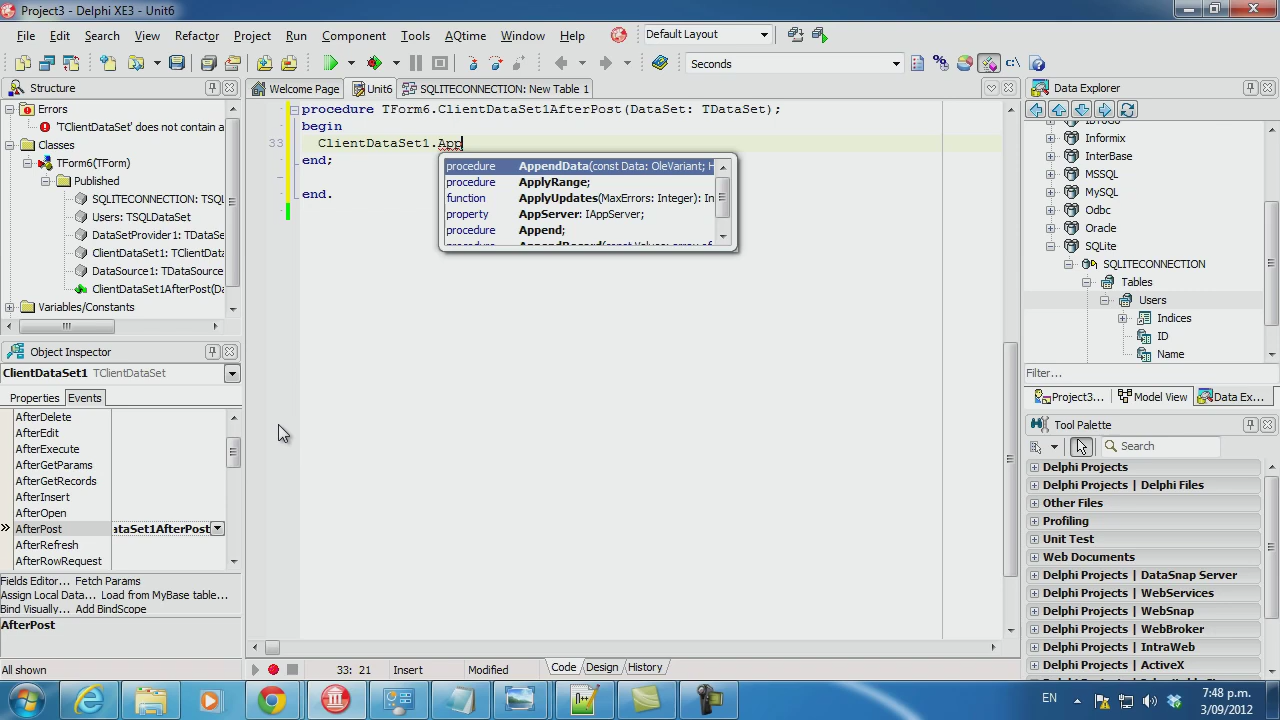 Project3 - Delphi XE3 - Unit6
File Edit Search View Refactor Project Run Component Tools AQtime Window Help
Default Layout
Seconds
Structure
Errors
'TClientDataSet' does not contain a
Classes
TForm6(TForm)
Published
SQLITECONNECTION: TSQL
Users: TSQLDataSet
DataSetProvider1: TDataSe
ClientDataSet1: TClientData
DataSource1: TDataSource
ClientDataSet1AfterPost(Da
Variables/Constants
Object Inspector
ClientDataSet1 TClientDataSet
Properties Events
AfterDelete
AfterEdit
AfterExecute
AfterGetParams
AfterGetRecords
AfterInsert
AfterOpen
AfterPost ataSet1AfterPost
AfterRefresh
AfterRowRequest
Fields Editor... Fetch Params
Assign Local Data... Load from MyBase table...
Bind Visually... Add BindScope
AfterPost
All shown
Welcome Page Unit6 SQLITECONNECTION: New Table 1
procedure TForm6.ClientDataSet1AfterPost(DataSet: TDataSet);
begin
33 ClientDataSet1.App
end;
end.
procedure AppendData(const Data: OleVariant; H
procedure ApplyRange;
function ApplyUpdates(MaxErrors: Integer): In
property AppServer: IAppServer;
procedure Append;
procedure AppendRecord(const Values: array of
33: 21 Insert Modified Code Design History
Data Explorer
Informix
InterBase
MSSQL
MySQL
Odbc
Oracle
SQLite
SQLITECONNECTION
Tables
Users
Indices
ID
Name
Filter...
Project3... Model View Data Ex...
Tool Palette
Search
Delphi Projects
Delphi Projects | Delphi Files
Other Files
Profiling
Unit Test
Web Documents
Delphi Projects | DataSnap Server
Delphi Projects | WebServices
Delphi Projects | WebSnap
Delphi Projects | WebBroker
Delphi Projects | IntraWeb
Delphi Projects | ActiveX
EN
7:48 p.m.
3/09/2012